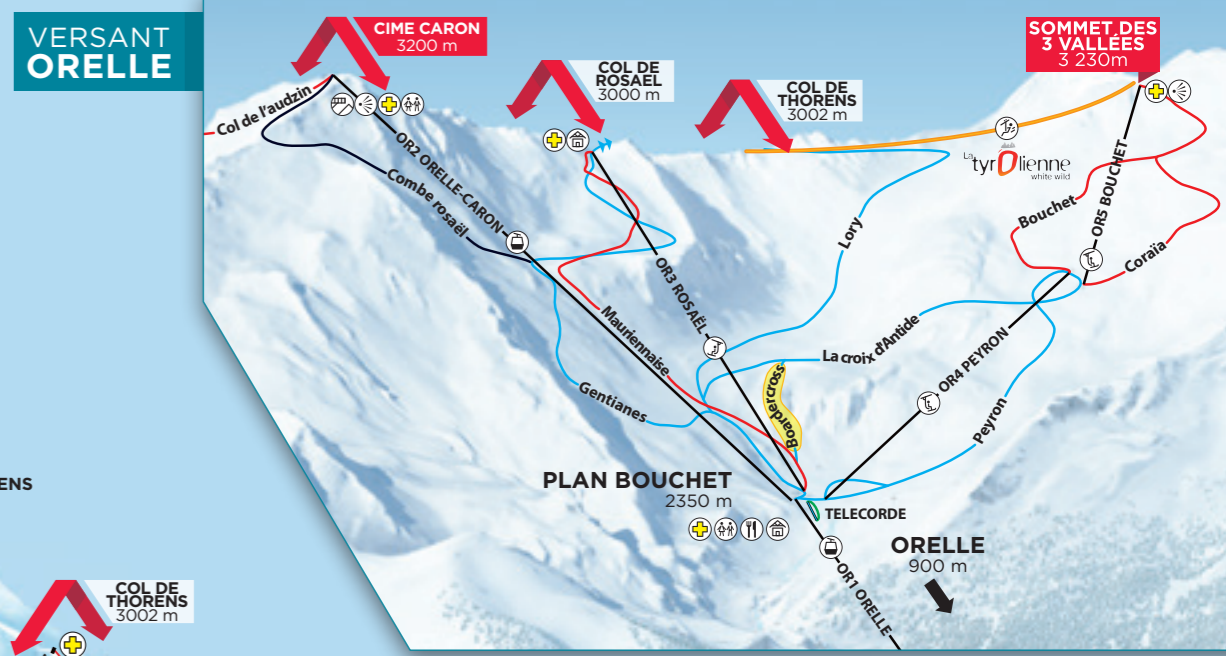 VERSANT
ORELLE
CIME CARON
3200 m
COL DE
ROSAEL
3000 m
COL DE
THORENS
3002 m
SOMMET DES
3 VALLÉES
3 230m
Col de l'audzin
OR2 ORELLE-CARON
Combe rosaël
La
tyrOlienne
white wild
Bouchet
OR5 BOUCHET
Coraïa
Lory
OR3 ROSAËL
Mauriennaise
Gentianes
La croix d'Antide
Boardercross
OR4 PEYRON
Peyron
PLAN BOUCHET
2350 m
TELECORDE
ORELLE
900 m
OR1 ORELLE
ENS
COL DE
THORENS
3002 m